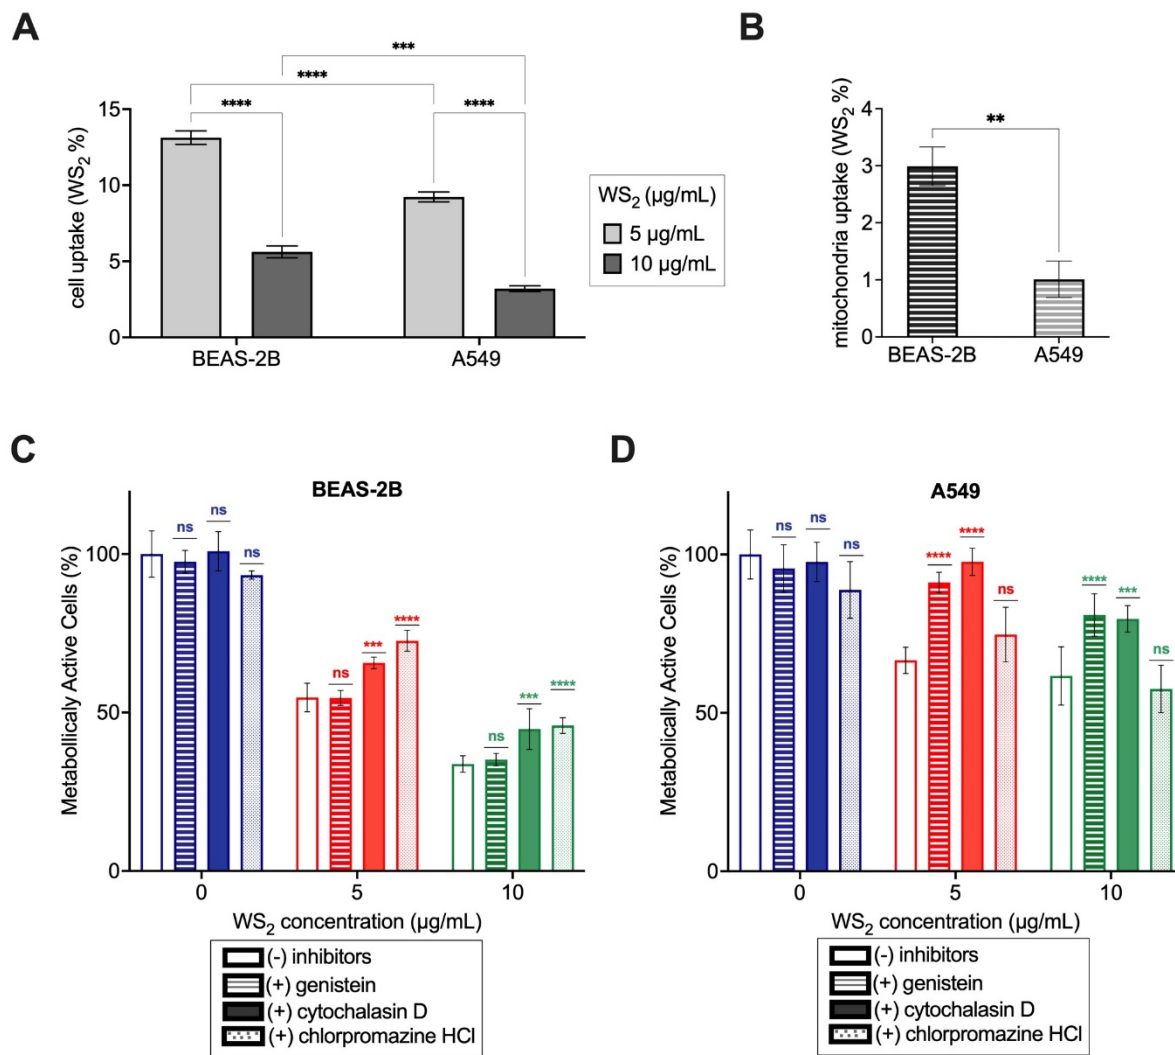 A
B
***
****
****
****
15
10
5
0
cell uptake (WS₂ %)
BEAS-2B
A549
WS₂ (µg/mL)
5 µg/mL
10 µg/mL
**
4
3
2
1
0
mitochondria uptake (WS₂ %)
BEAS-2B
A549
C
BEAS-2B
ns
ns
ns
ns
***
****
ns
***
****
100
50
0
Metabollicaly Active Cells (%)
0
5
10
WS₂ concentration (µg/mL)
(-) inhibitors
(+) genistein
(+) cytochalasin D
(+) chlorpromazine HCl
D
A549
ns
ns
ns
****
****
ns
****
***
ns
100
50
0
Metabolically Active Cells (%)
0
5
10
WS₂ concentration (µg/mL)
(-) inhibitors
(+) genistein
(+) cytochalasin D
(+) chlorpromazine HCl